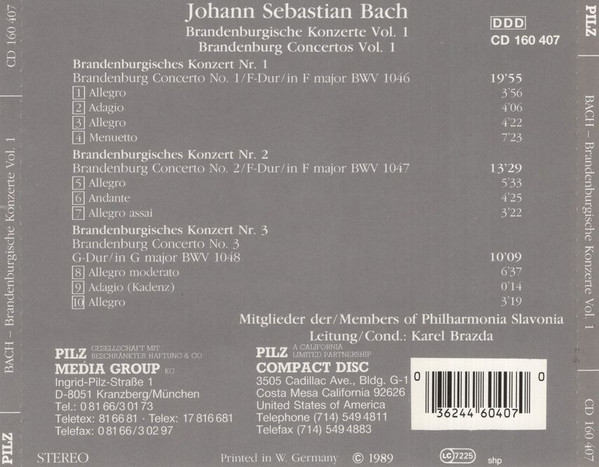 Johann Sebastian Bach
Brandenburgische Konzerte Vol. 1
Brandenburg Concertos Vol. 1
DDD
CD 160 407
Brandenburgisches Konzert Nr. 1
Brandenburg Concerto No. 1/F-Dur/in F major BWV 1046 19'55
1 Allegro 3'56
2 Adagio 4'06
3 Allegro 4'22
4 Menuetto 7'23
Brandenburgisches Konzert Nr. 2
Brandenburg Concerto No. 2/F-Dur/in F major BWV 1047 13'29
5 Allegro 5'33
6 Andante 4'25
7 Allegro assai 3'22
Brandenburgisches Konzert Nr. 3
Brandenburg Concerto No. 3
G-Dur/in G major BWV 1048 10'09
8 Allegro moderato 6'37
9 Adagio (Kadenz) 0'14
10 Allegro 3'19
Mitglieder der/Members of Philharmonia Slavonia
Leitung/Cond.: Karel Brazda
PILZ GESELLSCHAFT MIT
BESCHRÄNKTER HAFTUNG & CO
MEDIA GROUP KG
Ingrid-Pilz-Straße 1
D-8051 Kranzberg/München
Tel.: 0 81 66/3 01 73
Teletex: 81 66 81 · Telex: 17 816 681
Telefax: 0 81 66/3 02 97
PILZ A CALIFORNIA
LIMITED PARTNERSHIP
COMPACT DISC
3505 Cadillac Ave., Bldg. G-1
Costa Mesa California 92626
United States of America
Telephone (714) 549 4811
Telefax (714) 549 4883
0 0
0 36244 60407 2
STEREO
Printed in W. Germany © 1989
LC 7225
shp
PILZ
BACH – Brandenburgische Konzerte Vol. 1
CD 160 407
PILZ
BACH – Brandenburgische Konzerte Vol. 1
CD 160 407